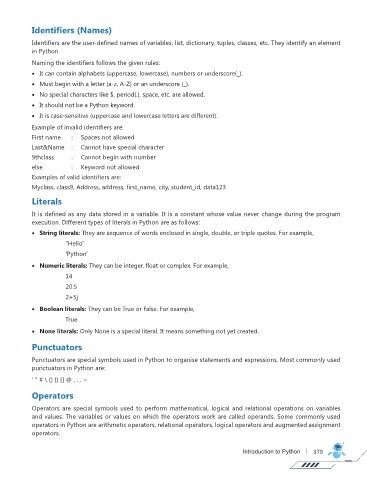 Identifiers (Names)
Identifiers are the user-defined names of variables, list, dictionary, tuples, classes, etc. They identify an element
in Python.
Naming the identifiers follows the given rules:
• It can contain alphabets (uppercase, lowercase), numbers or underscore(_).
• Must begin with a letter (a-z, A-Z) or an underscore (_).
• No special characters like $, period(.), space, etc. are allowed.
• It should not be a Python keyword.
• It is case-sensitive (uppercase and lowercase letters are different).
Example of invalid identifiers are:
First name : Spaces not allowed
Last&Name : Cannot have special character
9thclass : Cannot begin with number
else : Keyword not allowed
Examples of valid identifiers are:
Myclass, class9, Address, address, first_name, city, student_id, data123
Literals
It is defined as any data stored in a variable. It is a constant whose value never change during the program
execution. Different types of literals in Python are as follows:
• String literals: They are sequence of words enclosed in single, double, or triple quotes. For example,
"Hello"
'Python'
• Numeric literals: They can be integer, float or complex. For example,
14
20.5
2+5j
• Boolean literals: They can be True or False. For example,
True
• None literals: Only None is a special literal. It means something not yet created.
Punctuators
Punctuators are special symbols used in Python to organise statements and expressions. Most commonly used
punctuators in Python are:
' " # \ () {} [] @ , . : =
Operators
Operators are special symbols used to perform mathematical, logical and relational operations on variables
and values. The variables or values on which the operators work are called operands. Some commonly used
operators in Python are arithmetic operators, relational operators, logical operators and augmented assignment
operators.
Introduction to Python | 379